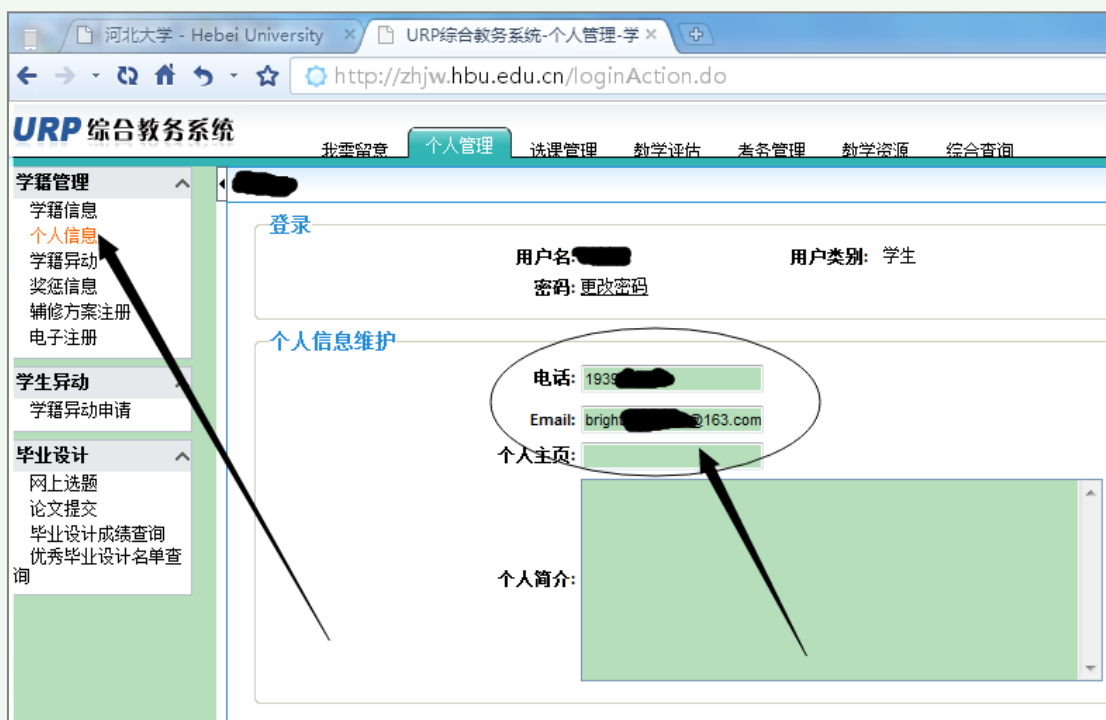 河北大学 - Hebei University
URP综合教务系统-个人管理-学
http://zhjw.hbu.edu.cn/loginAction.do
URP 综合教务系统
我需留意 个人管理 选课管理 教学评估 考务管理 教学资源 综合查询
学籍管理
学籍信息
个人信息
学籍异动
奖惩信息
辅修方案注册
电子注册
学生异动
学籍异动申请
毕业设计
网上选题
论文提交
毕业设计成绩查询
优秀毕业设计名单查
询
登录
用户名:
用户类别: 学生
密码: 更改密码
个人信息维护
电话: 1939
Email: bright @163.com
个人主页:
个人简介: